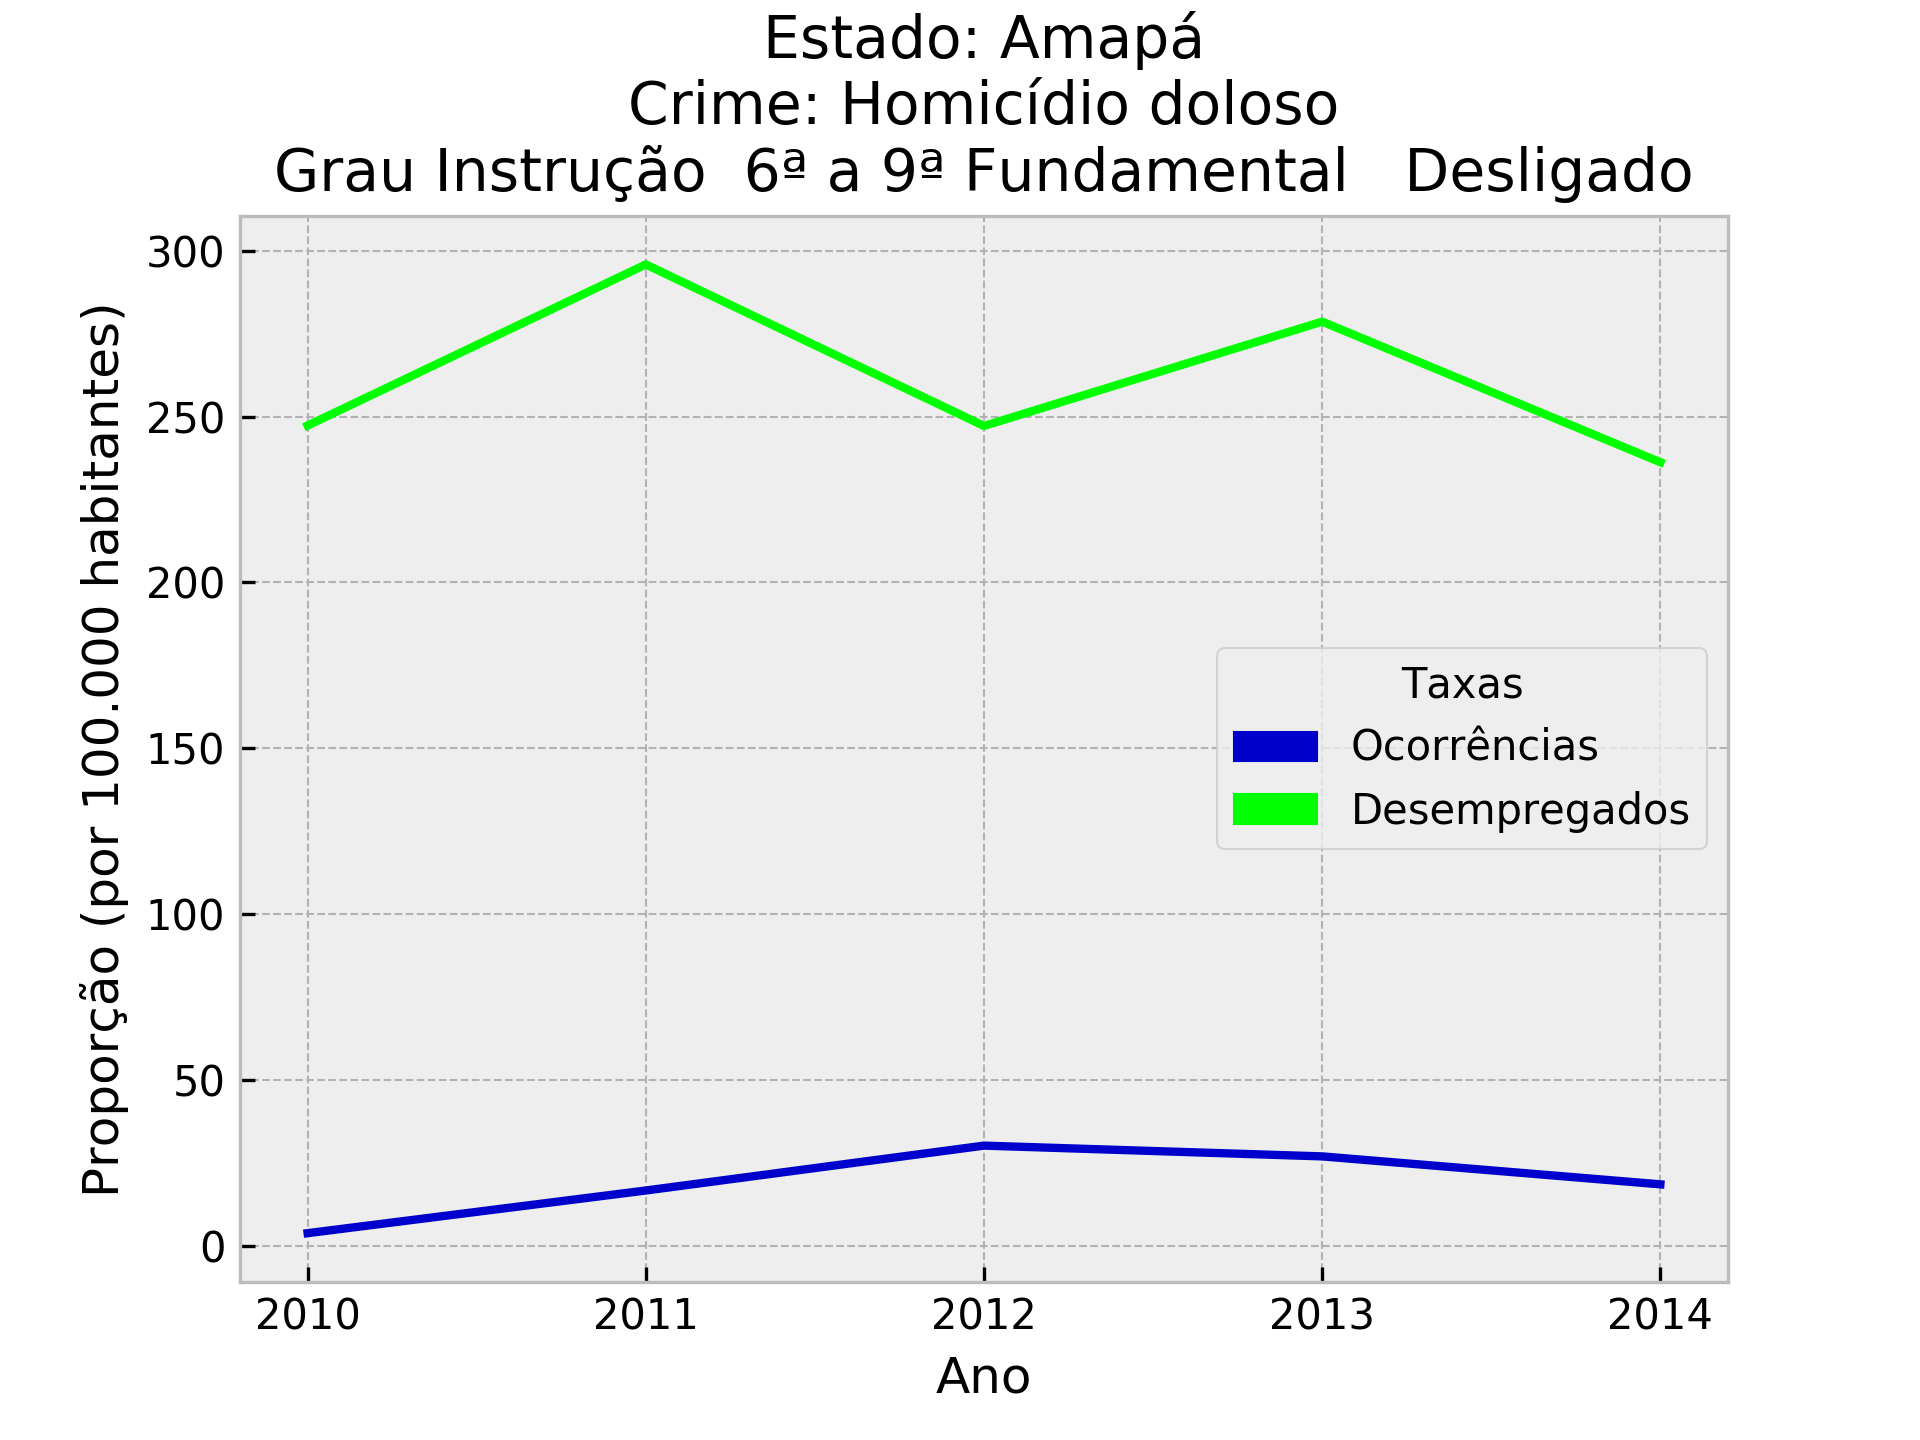 Estado: Amapá
Crime: Homicídio doloso
Grau Instrução  6ª a 9ª Fundamental   Desligado
Proporção (por 100.000 habitantes)
300
250
200
150
100
50
0
Taxas
Ocorrências
Desempregados
2010 2011 2012 2013 2014
Ano